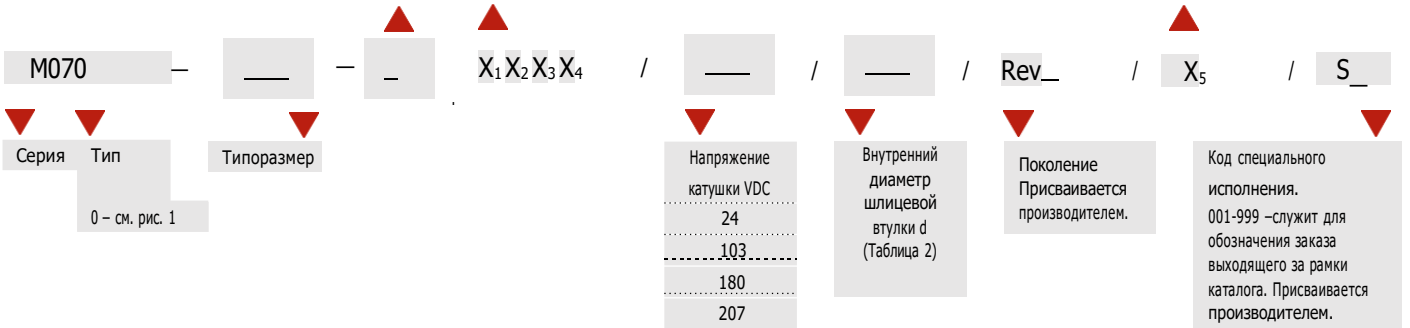 M070 – ___ – _ X₁X₂X₃X₄ / ___ / ___ / Rev_ / X₅ / S_
Серия
Тип
0 – см. рис. 1
Типоразмер
Напряжение
катушки VDC
24
103
180
207
Внутренний
диаметр
шлицевой
втулки d
(Таблица 2)
Поколение
Присваивается
производителем.
Код специального
исполнения.
001-999 –служит для
обозначения заказа
выходящего за рамки
каталога. Присваивается
производителем.